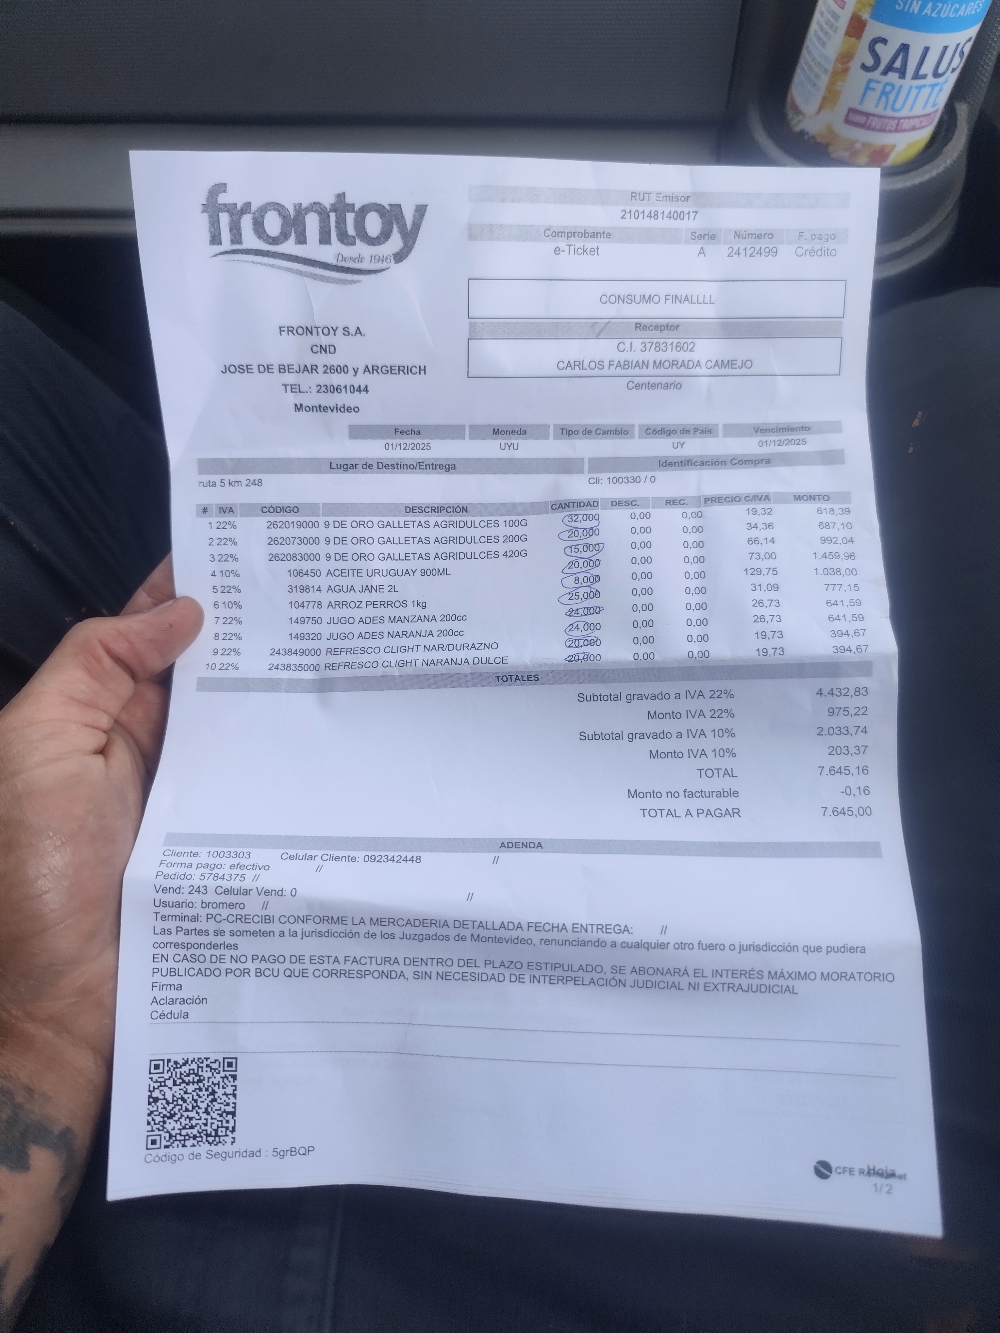 SIN AZÚCARES
SALUS
FRUTTÉ
frontoy
Desde 1946
RUT Emisor
210148140017
Comprobante Serie Número F. pago
e-Ticket A 2412499 Crédito
CONSUMO FINALLLL
Receptor
C.I. 37831602
CARLOS FABIAN MORADA CAMEJO
Centenario
FRONTOY S.A.
CND
JOSE DE BEJAR 2600 y ARGERICH
TEL.: 23061044
Montevideo
Fecha Moneda Tipo de Cambio Código de País Vencimiento
01/12/2025 UYU UY 01/12/2025
Lugar de Destino/Entrega Identificación Compra
ruta 5 km 248 Cli: 100330 / 0
# IVA CÓDIGO DESCRIPCIÓN CANTIDAD DESC. REC. PRECIO C/IVA MONTO
1 22% 262019000 9 DE ORO GALLETAS AGRIDULCES 100G 32,000 0,00 0,00 19,32 618,39
2 22% 262073000 9 DE ORO GALLETAS AGRIDULCES 200G 20,000 0,00 0,00 34,36 687,10
3 22% 262083000 9 DE ORO GALLETAS AGRIDULCES 420G 15,000 0,00 0,00 66,14 992,04
4 10% 106450 ACEITE URUGUAY 900ML 20,000 0,00 0,00 73,00 1.459,96
5 22% 319814 AGUA JANE 2L 8,000 0,00 0,00 129,75 1.038,00
6 10% 104778 ARROZ PERROS 1kg 25,000 0,00 0,00 31,09 777,15
7 22% 149750 JUGO ADES MANZANA 200cc 24,000 0,00 0,00 26,73 641,59
8 22% 149320 JUGO ADES NARANJA 200cc 24,000 0,00 0,00 26,73 641,59
9 22% 243849000 REFRESCO CLIGHT NAR/DURAZNO 20,000 0,00 0,00 19,73 394,67
10 22% 243835000 REFRESCO CLIGHT NARANJA DULCE 20,000 0,00 0,00 19,73 394,67
TOTALES
Subtotal gravado a IVA 22% 4.432,83
Monto IVA 22% 975,22
Subtotal gravado a IVA 10% 2.033,74
Monto IVA 10% 203,37
TOTAL 7.645,16
Monto no facturable -0,16
TOTAL A PAGAR 7.645,00
ADENDA
Cliente: 1003303 Celular Cliente: 092342448 //
Forma pago: efectivo //
Pedido: 5784375 //
Vend: 243 Celular Vend: 0 //
Usuario: bromero //
Terminal: PC-CRECIBI CONFORME LA MERCADERIA DETALLADA FECHA ENTREGA: //
Las Partes se someten a la jurisdicción de los Juzgados de Montevideo, renunciando a cualquier otro fuero o jurisdicción que pudiera
corresponderles
EN CASO DE NO PAGO DE ESTA FACTURA DENTRO DEL PLAZO ESTIPULADO, SE ABONARÁ EL INTERÉS MÁXIMO MORATORIO
PUBLICADO POR BCU QUE CORRESPONDA, SIN NECESIDAD DE INTERPELACIÓN JUDICIAL NI EXTRAJUDICIAL
Firma
Aclaración
Cédula
Código de Seguridad : 5grBQP
CFE
Hoja
1/2